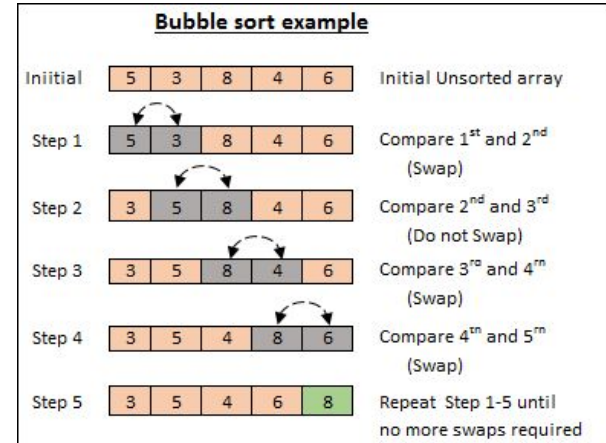 Bubble sort example
Iniitial 5 3 8 4 6 Initial Unsorted array
Step 1 5 3 8 4 6 Compare 1st and 2nd
(Swap)
Step 2 3 5 8 4 6 Compare 2nd and 3rd
(Do not Swap)
Step 3 3 5 8 4 6 Compare 3rd and 4th
(Swap)
Step 4 3 5 4 8 6 Compare 4th and 5th
(Swap)
Step 5 3 5 4 6 8 Repeat Step 1-5 until
no more swaps required